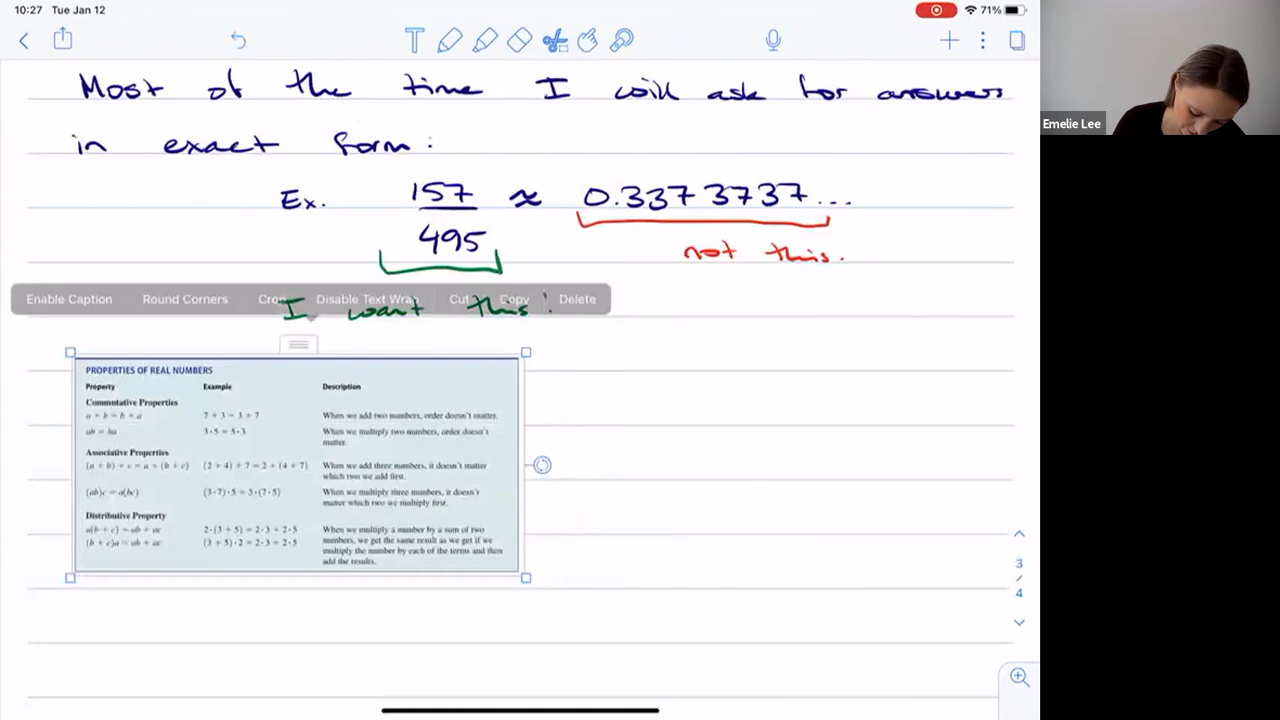 10:27 Tue Jan 12
71%
Most of the time I will ask for answers
in exact form:
Ex. 157/495 ≈ 0.3373737...
not this.
I want this!
Enable Caption Round Corners Crop Disable Text Wrap Cut Copy Delete
PROPERTIES OF REAL NUMBERS
Property Example Description
Commutative Properties
a + b = b + a 7 + 3 = 3 + 7 When we add two numbers, order doesn't matter.
ab = ba 3·5 = 5·3 When we multiply two numbers, order doesn't
matter.
Associative Properties
(a + b) + c = a + (b + c) (2 + 4) + 7 = 2 + (4 + 7) When we add three numbers, it doesn't matter
which two we add first.
(ab)c = a(bc) (3·7)·5 = 3·(7·5) When we multiply three numbers, it doesn't
matter which two we multiply first.
Distributive Property
a(b + c) = ab + ac 2·(3 + 5) = 2·3 + 2·5 When we multiply a number by a sum of two
(b + c)a = ab + ac (3 + 5)·2 = 2·3 + 2·5 numbers, we get the same result as we get if we
multiply the number by each of the terms and then
add the results.
3
/
4
Emelie Lee